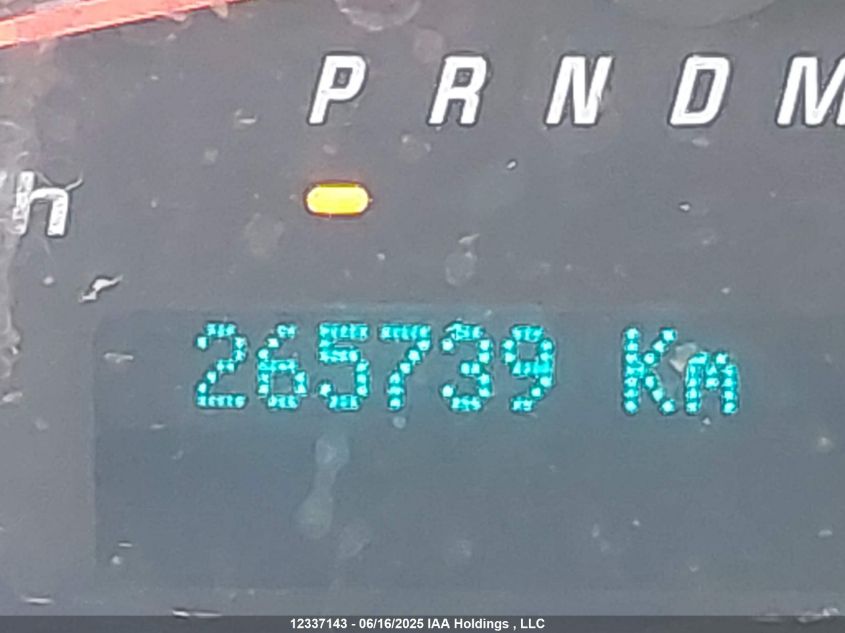 P R N D M
h
265739 Km
12337143 - 06/16/2025 IAA Holdings , LLC